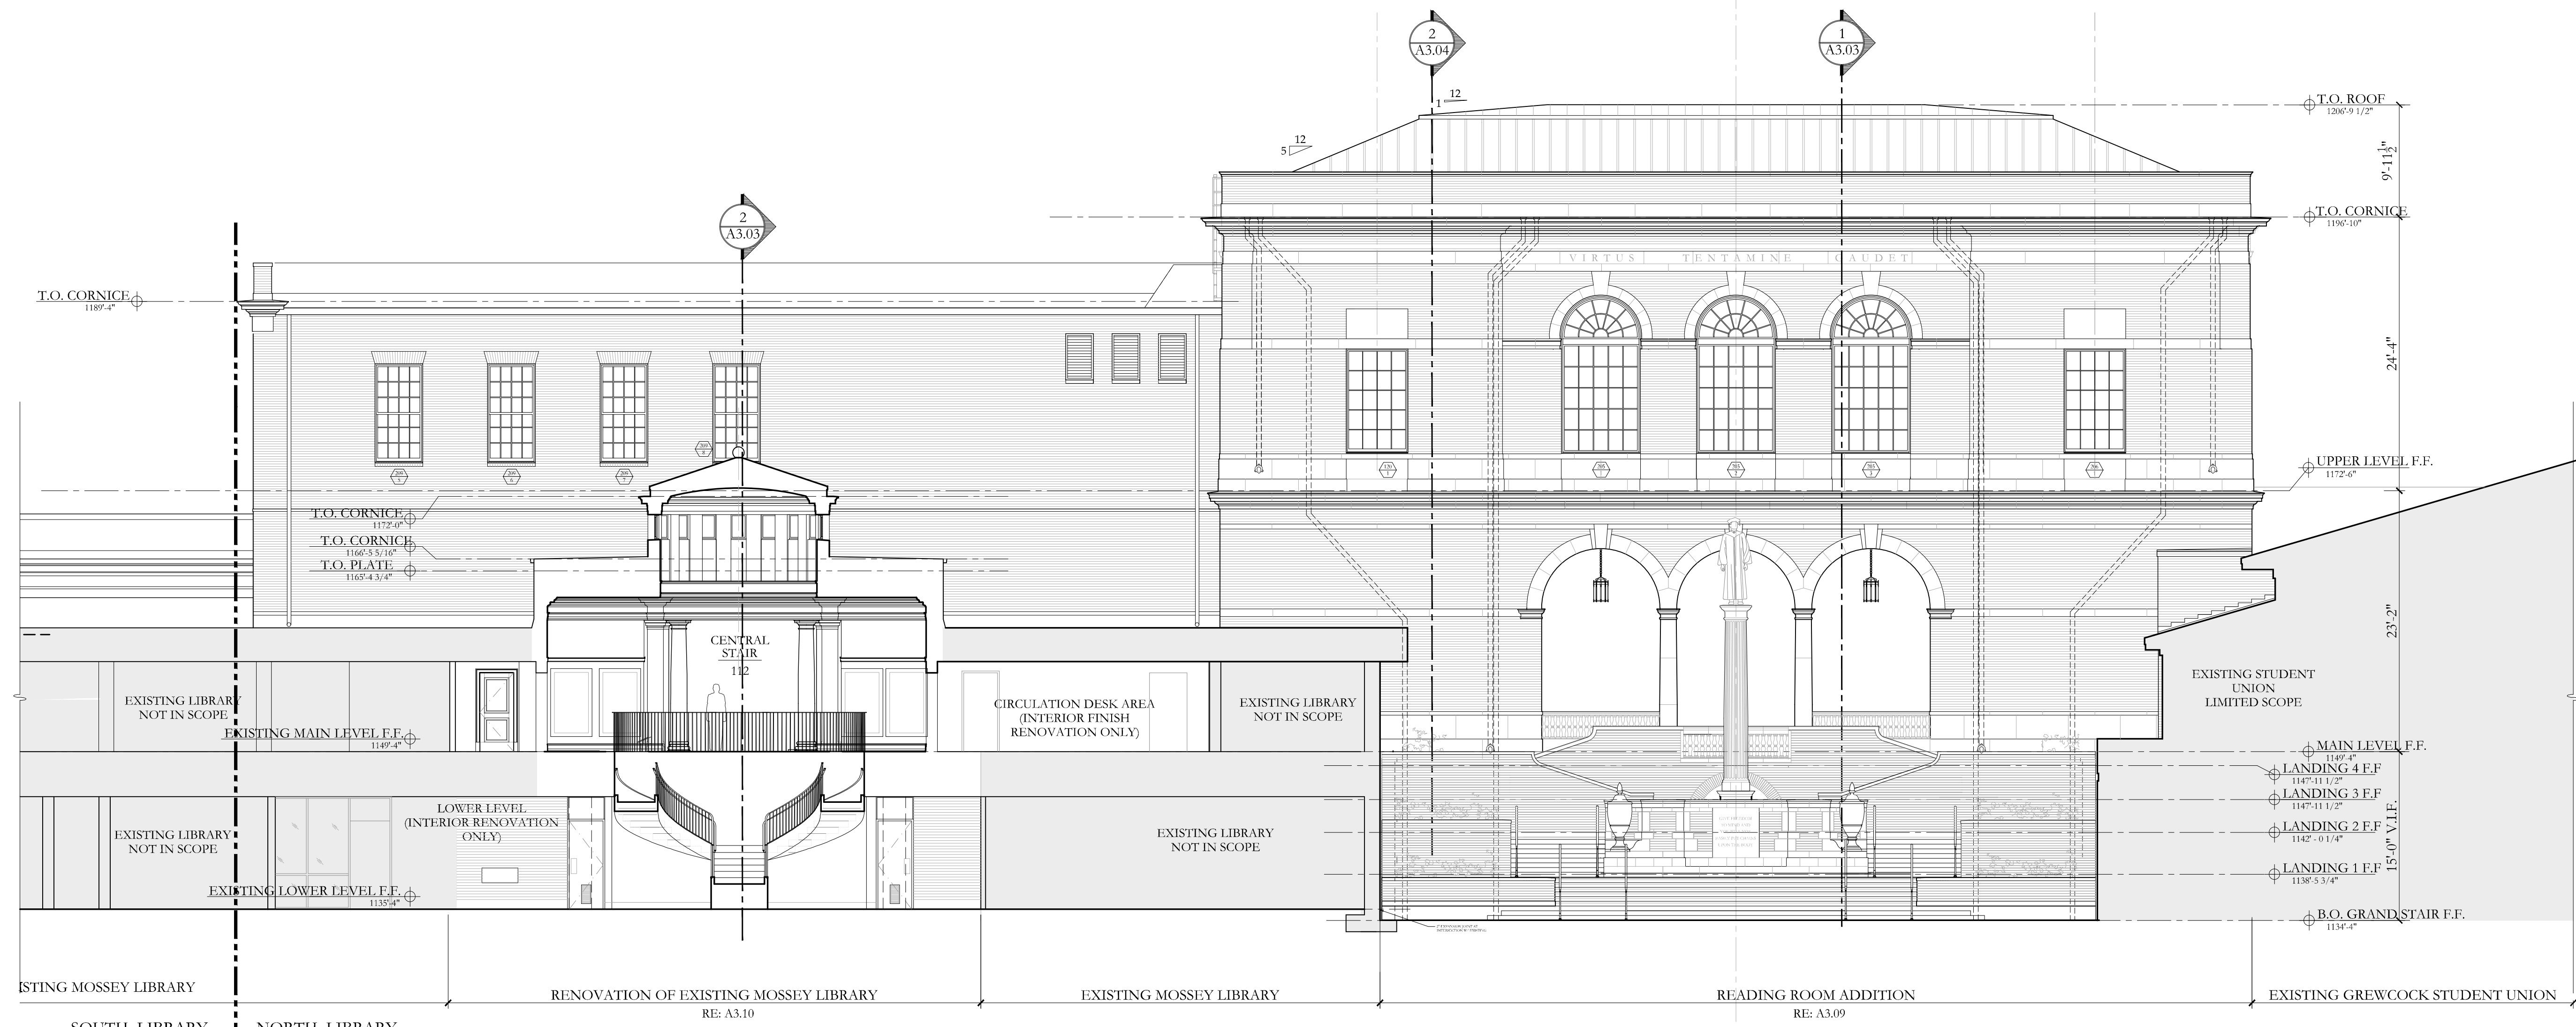 2
A3.04
1
A3.03
12
1
T.O. ROOF
1206'-9 1/2"
12
5
9'-11 1/2"
2
A3.03
T.O. CORNICE
1196'-10"
VIRTUS TENTAMINE GAUDET
T.O. CORNICE
1189'-4"
24'-4"
209
8
209
5
209
6
209
7
UPPER LEVEL F.F.
1172'-6"
T.O. CORNICE
1172'-0"
T.O. CORNICE
1166'-5 5/16"
T.O. PLATE
1165'-4 3/4"
23'-2"
CENTRAL
STAIR
112
EXISTING LIBRARY
NOT IN SCOPE
CIRCULATION DESK AREA
(INTERIOR FINISH
RENOVATION ONLY)
EXISTING LIBRARY
NOT IN SCOPE
EXISTING STUDENT
UNION
LIMITED SCOPE
EXISTING MAIN LEVEL F.F.
1149'-4"
MAIN LEVEL F.F.
1149'-4"
LANDING 4 F.F
1147'-11 1/2"
LANDING 3 F.F
1147'-11 1/2"
LANDING 2 F.F
1142' - 0 1/4"
LANDING 1 F.F
1138'-5 3/4"
15'-0" V.I.F.
LOWER LEVEL
(INTERIOR RENOVATION
ONLY)
EXISTING LIBRARY
NOT IN SCOPE
EXISTING LIBRARY
NOT IN SCOPE
EXISTING LOWER LEVEL F.F.
1135'-4"
B.O. GRAND STAIR F.F.
1134'-4"
ISTING MOSSEY LIBRARY
RENOVATION OF EXISTING MOSSEY LIBRARY
RE: A3.10
EXISTING MOSSEY LIBRARY
READING ROOM ADDITION
RE: A3.09
EXISTING GREWCOCK STUDENT UNION
SOUTH LIBRARY
NORTH LIBRARY